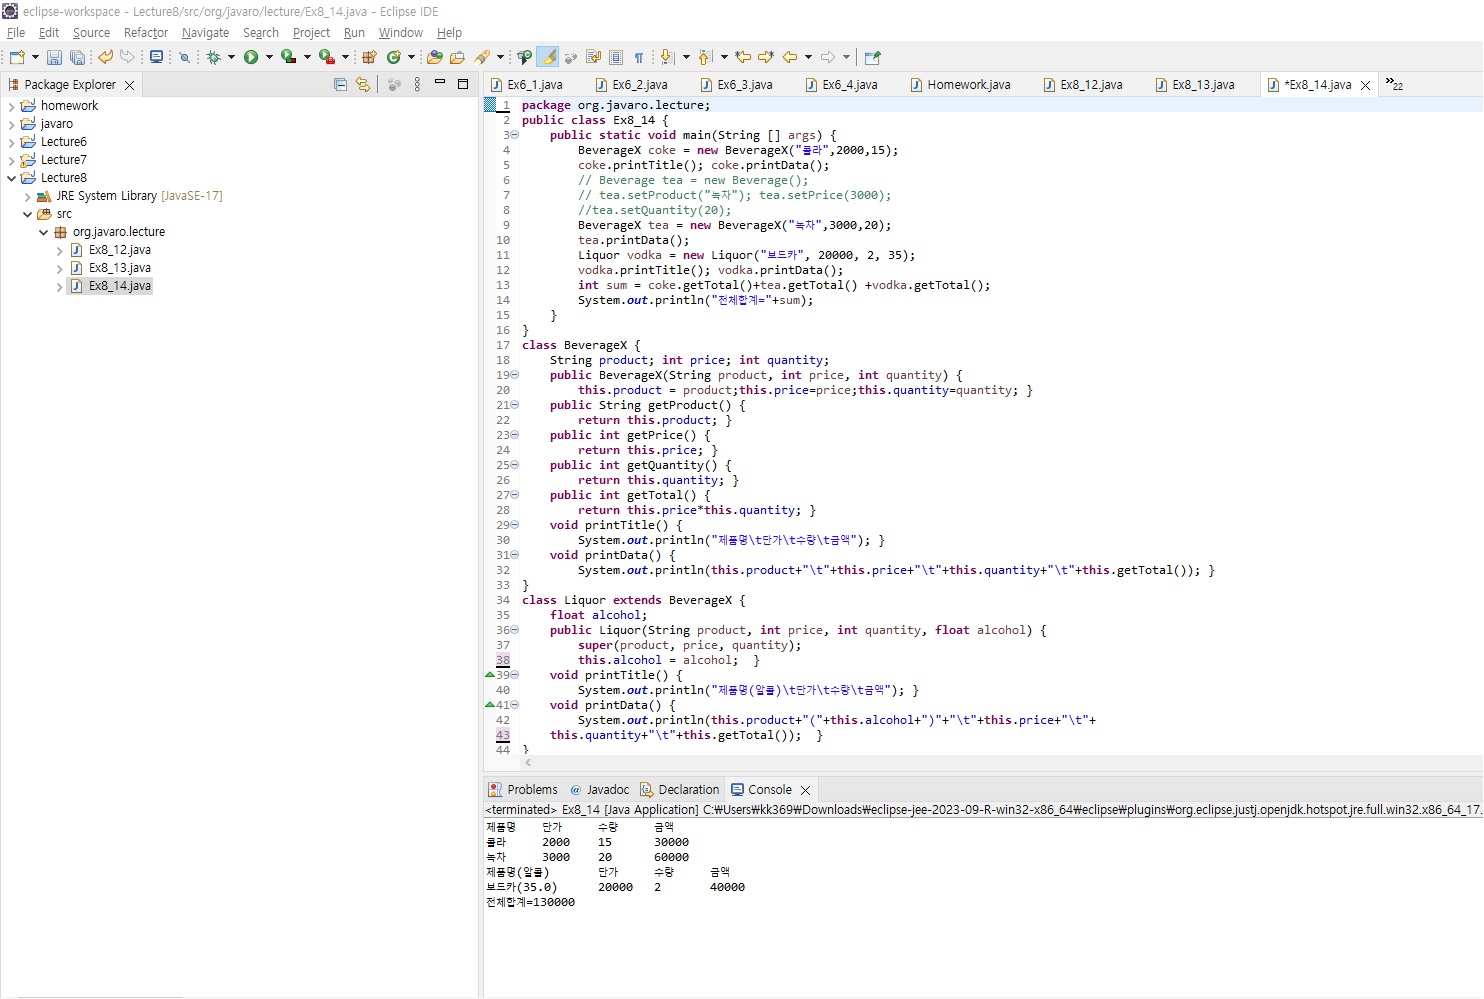 eclipse-workspace - Lecture8/src/org/javaro/lecture/Ex8_14.java - Eclipse IDE
File Edit Source Refactor Navigate Search Project Run Window Help
Package Explorer
homework
javaro
Lecture6
Lecture7
Lecture8
JRE System Library [JavaSE-17]
src
org.javaro.lecture
Ex8_12.java
Ex8_13.java
Ex8_14.java
Ex6_1.java Ex6_2.java Ex6_3.java Ex6_4.java Homework.java Ex8_12.java Ex8_13.java *Ex8_14.java »22
1 package org.javaro.lecture;
2 public class Ex8_14 {
3 public static void main(String [] args) {
4 BeverageX coke = new BeverageX("콜라",2000,15);
5 coke.printTitle(); coke.printData();
6 // Beverage tea = new Beverage();
7 // tea.setProduct("녹차"); tea.setPrice(3000);
8 //tea.setQuantity(20);
9 BeverageX tea = new BeverageX("녹차",3000,20);
10 tea.printData();
11 Liquor vodka = new Liquor("보드카", 20000, 2, 35);
12 vodka.printTitle(); vodka.printData();
13 int sum = coke.getTotal()+tea.getTotal() +vodka.getTotal();
14 System.out.println("전체합계="+sum);
15 }
16 }
17 class BeverageX {
18 String product; int price; int quantity;
19 public BeverageX(String product, int price, int quantity) {
20 this.product = product;this.price=price;this.quantity=quantity; }
21 public String getProduct() {
22 return this.product; }
23 public int getPrice() {
24 return this.price; }
25 public int getQuantity() {
26 return this.quantity; }
27 public int getTotal() {
28 return this.price*this.quantity; }
29 void printTitle() {
30 System.out.println("제품명\t단가\t수량\t금액"); }
31 void printData() {
32 System.out.println(this.product+"\t"+this.price+"\t"+this.quantity+"\t"+this.getTotal()); }
33 }
34 class Liquor extends BeverageX {
35 float alcohol;
36 public Liquor(String product, int price, int quantity, float alcohol) {
37 super(product, price, quantity);
38 this.alcohol = alcohol; }
39 void printTitle() {
40 System.out.println("제품명(알콜)\t단가\t수량\t금액"); }
41 void printData() {
42 System.out.println(this.product+"("+this.alcohol+")"+"\t"+this.price+"\t"+
43 this.quantity+"\t"+this.getTotal()); }
44 }
Problems @ Javadoc Declaration Console
<terminated> Ex8_14 [Java Application] C:₩Users₩kk369₩Downloads₩eclipse-jee-2023-09-R-win32-x86_64₩eclipse₩plugins₩org.eclipse.justj.openjdk.hotspot.jre.full.win32.x86_64_17.
제품명 단가 수량 금액
콜라 2000 15 30000
녹차 3000 20 60000
제품명(알콜) 단가 수량 금액
보드카(35.0) 20000 2 40000
전체합계=130000